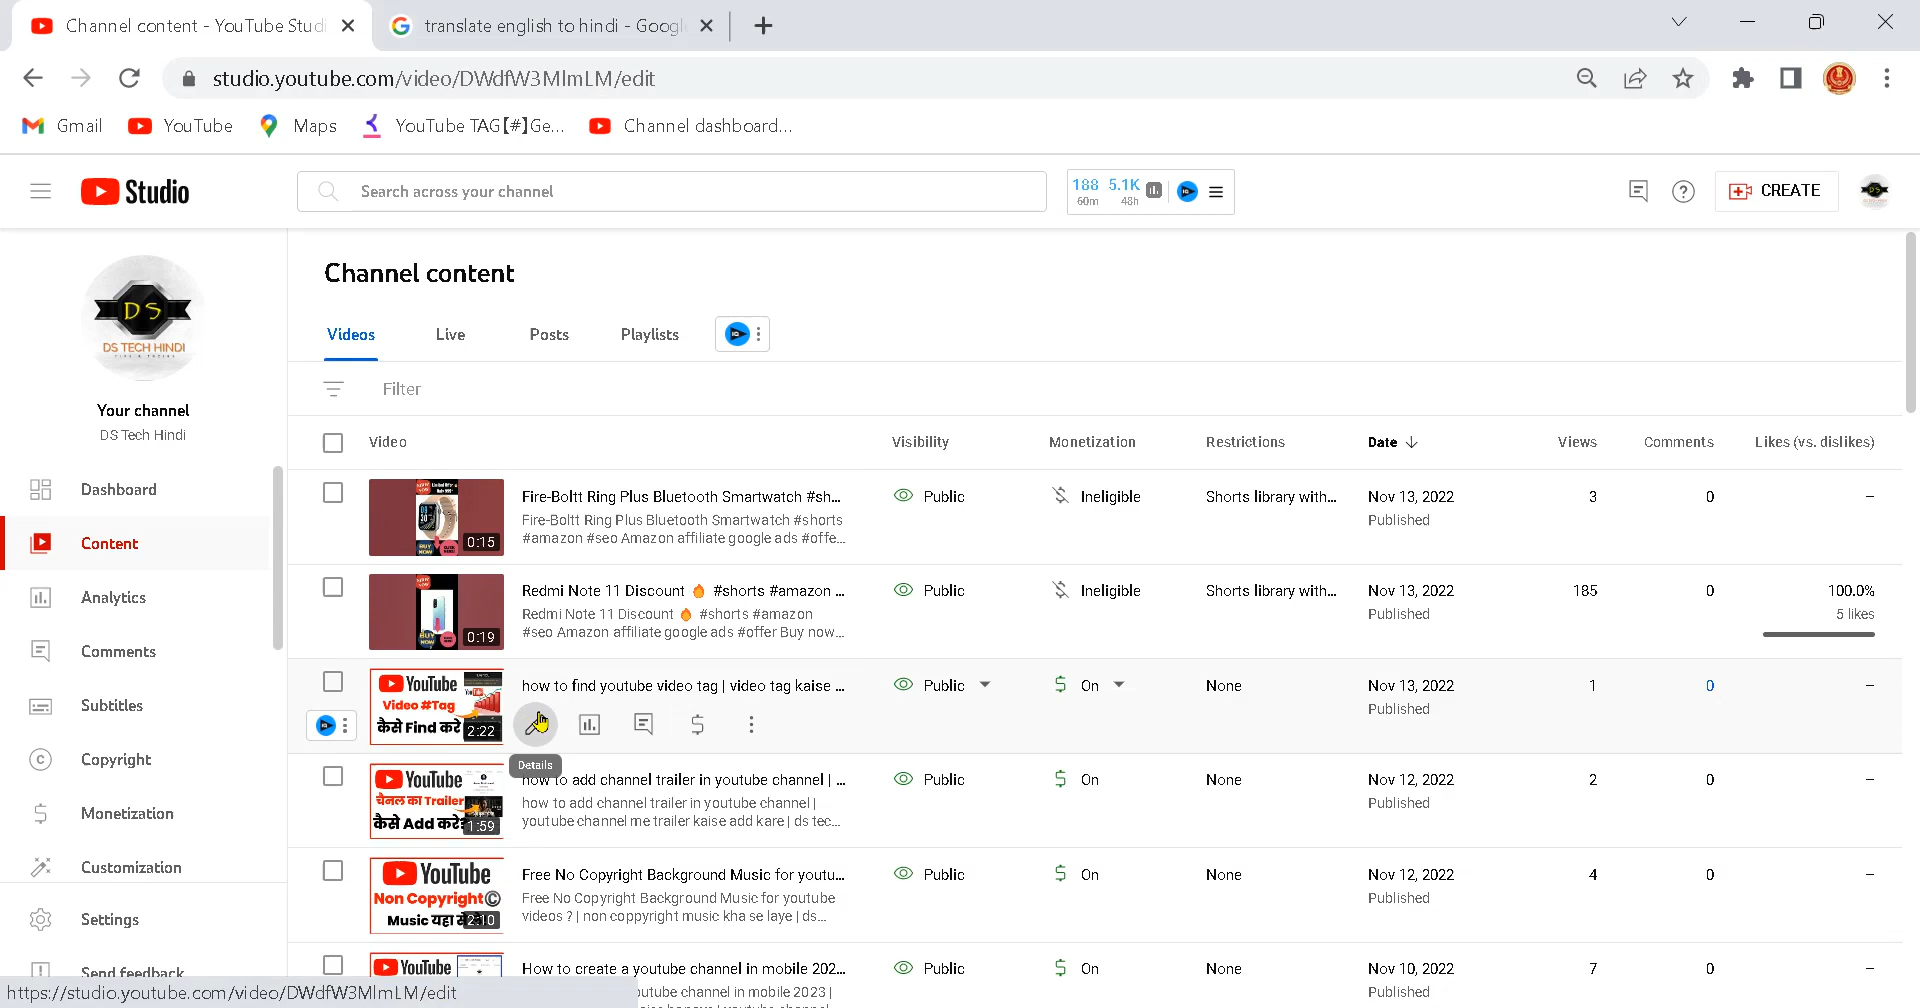 Channel content - YouTube Studi
translate english to hindi - Googl
studio.youtube.com/video/DWdfW3MlmLM/edit
Gmail
YouTube
Maps
YouTube TAG【#】Ge...
Channel dashboard...
Studio
Search across your channel
188 5.1K
60m 48h
CREATE
DS
DS TECH HINDI
Your channel
DS Tech Hindi
Dashboard
Content
Analytics
Comments
Subtitles
Copyright
Monetization
Customization
Settings
Send feedback
Channel content
Videos Live Posts Playlists
Filter
Video Visibility Monetization Restrictions Date Views Comments Likes (vs. dislikes)
0:15
Fire-Boltt Ring Plus Bluetooth Smartwatch #sh...
Fire-Boltt Ring Plus Bluetooth Smartwatch #shorts
#amazon #seo Amazon affiliate google ads #offe...
Public Ineligible Shorts library with... Nov 13, 2022 3 0 –
Published
0:19
Redmi Note 11 Discount 🔥 #shorts #amazon ...
Redmi Note 11 Discount 🔥 #shorts #amazon
#seo Amazon affiliate google ads #offer Buy now...
Public Ineligible Shorts library with... Nov 13, 2022 185 0 100.0%
Published 5 likes
YouTube
Video #Tag
कैसे Find करे
2:22
how to find youtube video tag | video tag kaise ...
Public On None Nov 13, 2022 1 0 –
Published
Details
YouTube
चैनल का Trailer
कैसे Add करे?
1:59
how to add channel trailer in youtube channel | ...
how to add channel trailer in youtube channel |
youtube channel me trailer kaise add kare | ds tec...
Public On None Nov 12, 2022 2 0 –
Published
YouTube
Non Copyright©
Music यहा
2:10
Free No Copyright Background Music for youtu...
Free No Copyright Background Music for youtube
videos ? | non coppyright music kha se laye | ds...
Public On None Nov 12, 2022 4 0 –
Published
YouTube
How to create a youtube channel in mobile 202...
outube channel in mobile 2023 |
Public On None Nov 10, 2022 7 0 –
Published
https://studio.youtube.com/video/DWdfW3MlmLM/edit